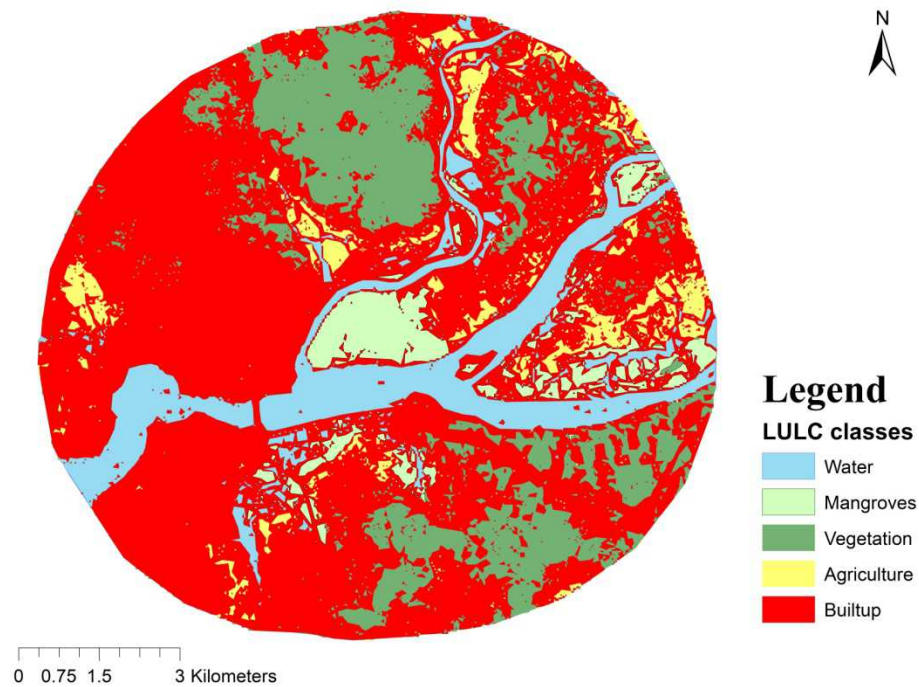 N
Legend
LULC classes
Water
Mangroves
Vegetation
Agriculture
Builtup
0 0.75 1.5 3 Kilometers